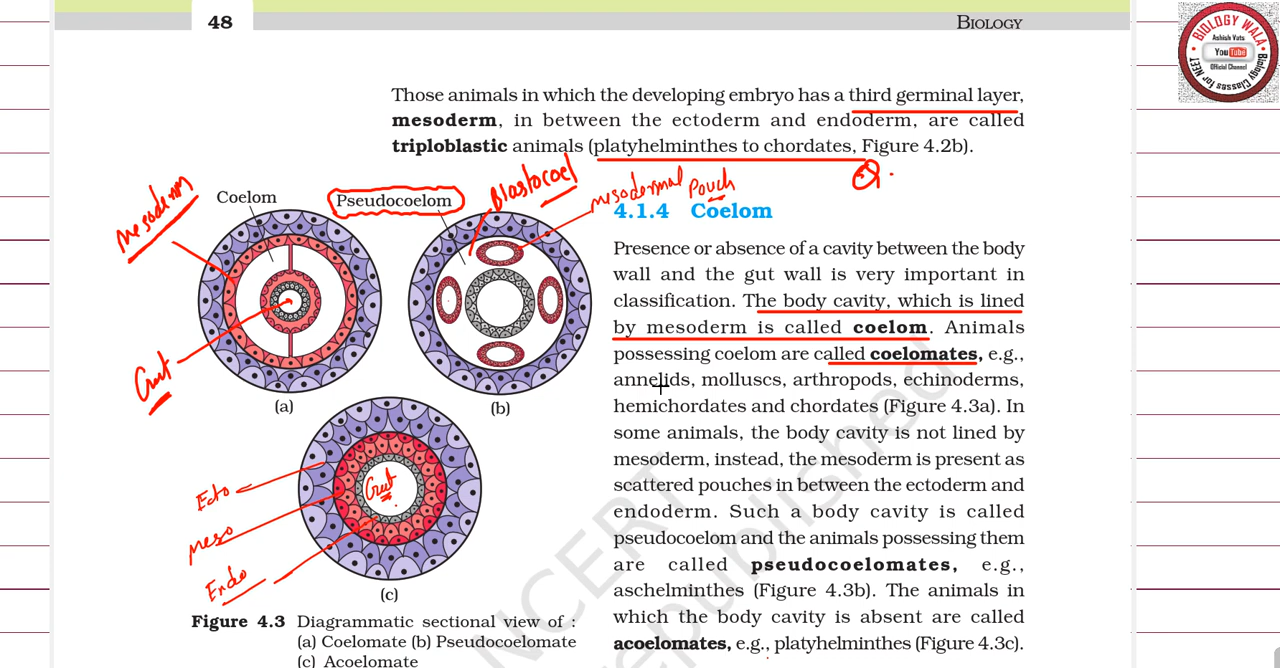 48
BIOLOGY
BIOLOGY WALA
Ashish Vats
YouTube
Official Channel
Biology Classes for NEET
Those animals in which the developing embryo has a third germinal layer,
mesoderm, in between the ectoderm and endoderm, are called
triploblastic animals (platyhelminthes to chordates, Figure 4.2b).
Q.
mesoderm
Coelom
Pseudocoelom
Blastocoel
mesodermal Pouch
Gut
(a)
(b)
Ecto
meso
Endo
Gut
(c)
Figure 4.3 Diagrammatic sectional view of :
(a) Coelomate (b) Pseudocoelomate
(c) Acoelomate
4.1.4 Coelom
Presence or absence of a cavity between the body
wall and the gut wall is very important in
classification. The body cavity, which is lined
by mesoderm is called coelom. Animals
possessing coelom are called coelomates, e.g.,
annelids, molluscs, arthropods, echinoderms,
hemichordates and chordates (Figure 4.3a). In
some animals, the body cavity is not lined by
mesoderm, instead, the mesoderm is present as
scattered pouches in between the ectoderm and
endoderm. Such a body cavity is called
pseudocoelom and the animals possessing them
are called pseudocoelomates, e.g.,
aschelminthes (Figure 4.3b). The animals in
which the body cavity is absent are called
acoelomates, e.g., platyhelminthes (Figure 4.3c).
NCERT
republished